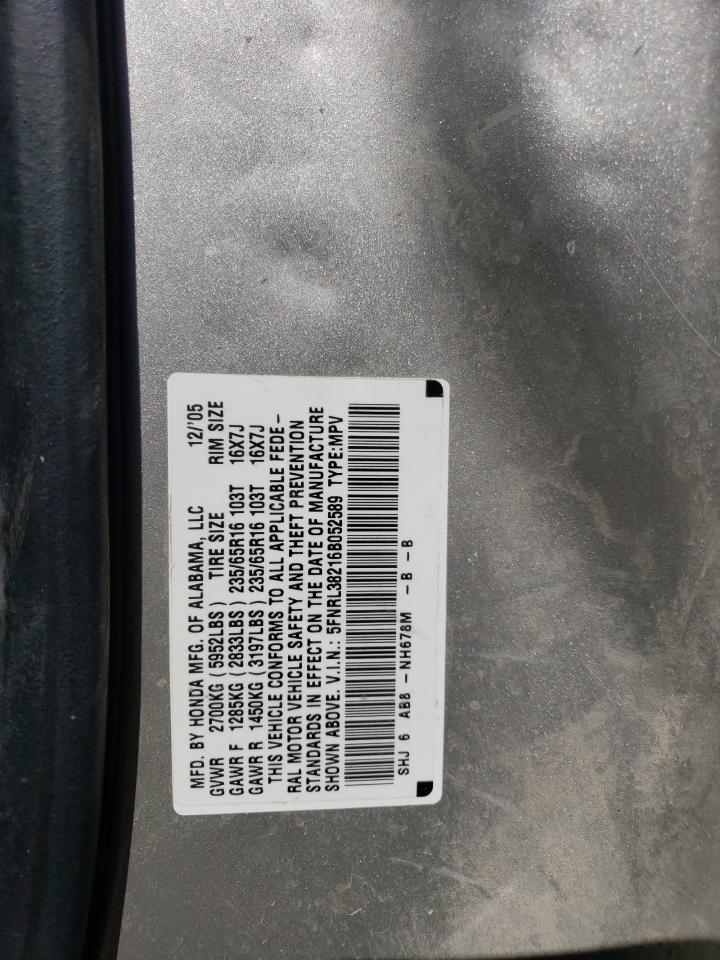 MFD. BY HONDA MFG. OF ALABAMA, LLC 12/'05
GVWR 2700KG (5952LBS) TIRE SIZE RIM SIZE
GAWR F 1285KG (2833LBS) 235/65R16 103T 16X7J
GAWR R 1450KG (3197LBS) 235/65R16 103T 16X7J
THIS VEHICLE CONFORMS TO ALL APPLICABLE FEDE-
RAL MOTOR VEHICLE SAFETY AND THEFT PREVENTION
STANDARDS IN EFFECT ON THE DATE OF MANUFACTURE
SHOWN ABOVE. V.I.N.: 5FNRL38216B052589 TYPE:MPV
SHJ 6 AB8 -NH678M -B -B